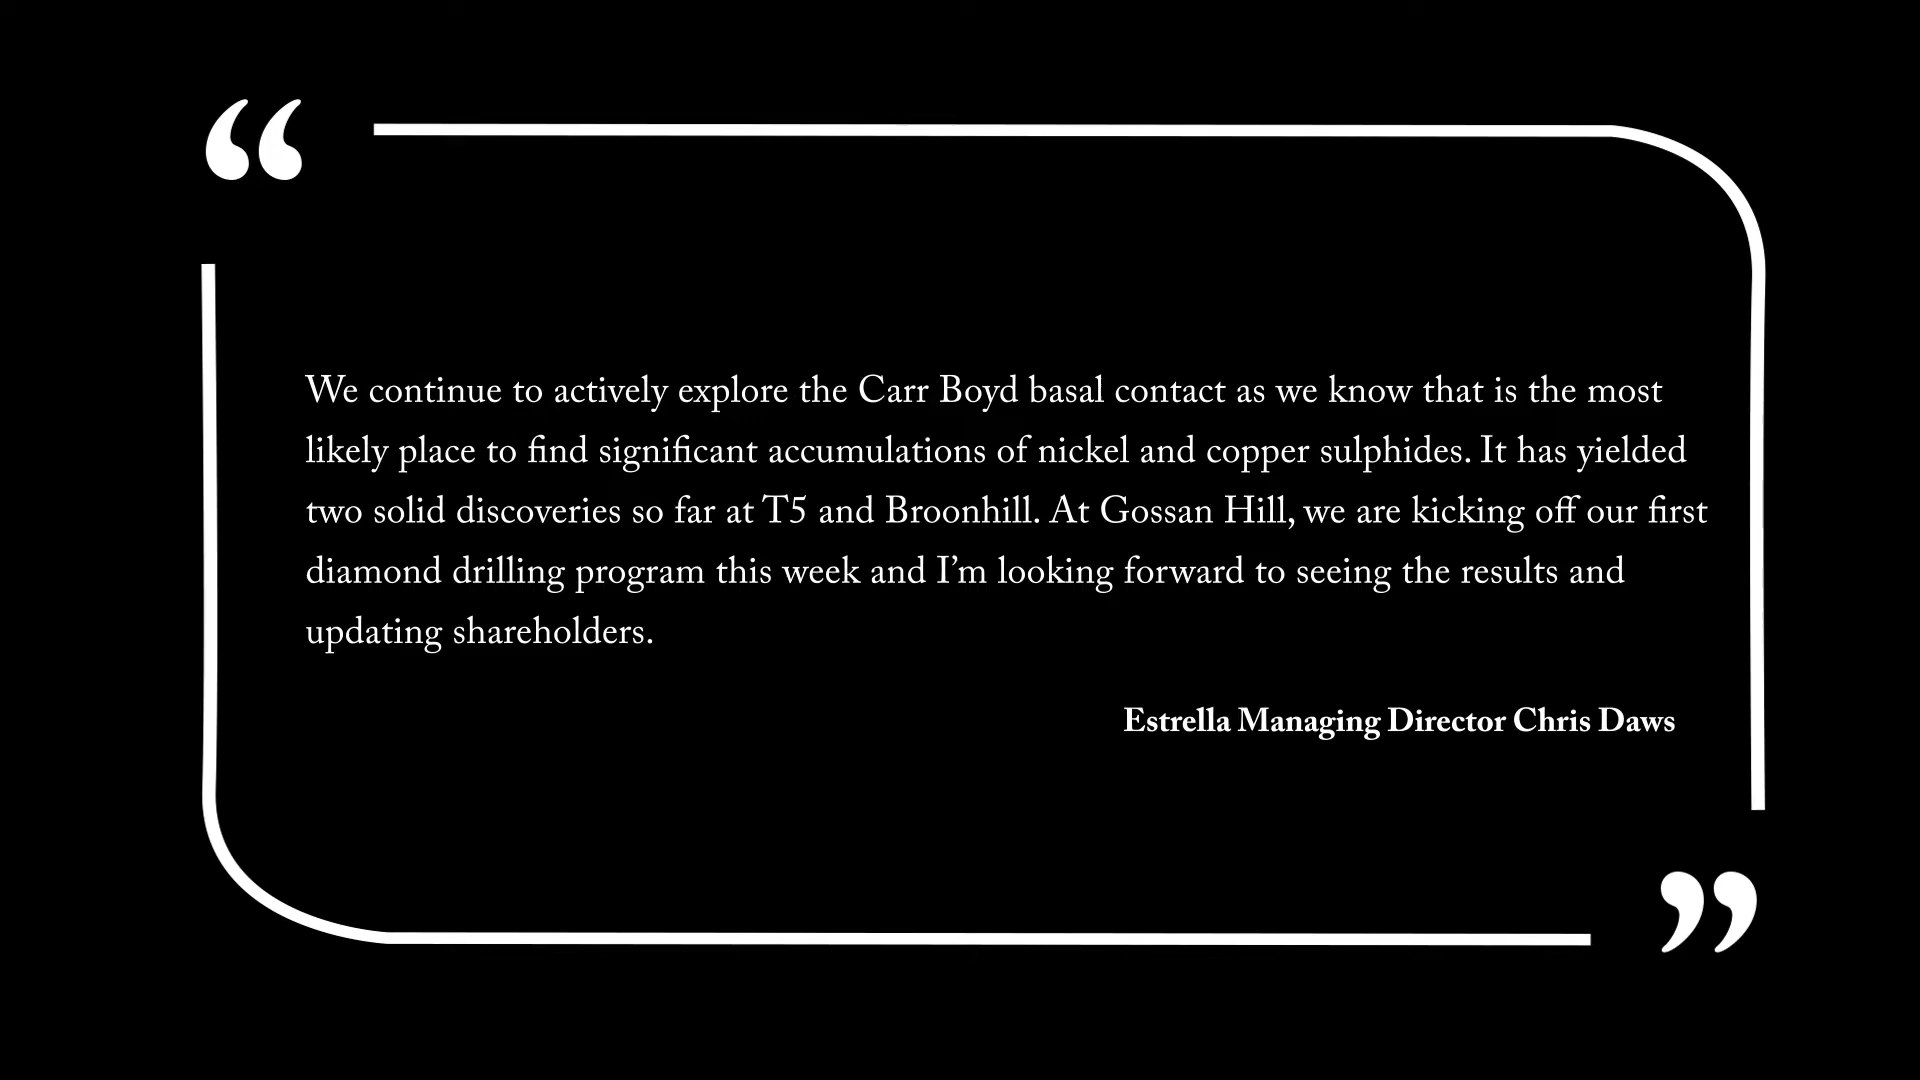 “
We continue to actively explore the Carr Boyd basal contact as we know that is the most
likely place to find significant accumulations of nickel and copper sulphides. It has yielded
two solid discoveries so far at T5 and Broonhill. At Gossan Hill, we are kicking off our first
diamond drilling program this week and I’m looking forward to seeing the results and
updating shareholders.
Estrella Managing Director Chris Daws
”